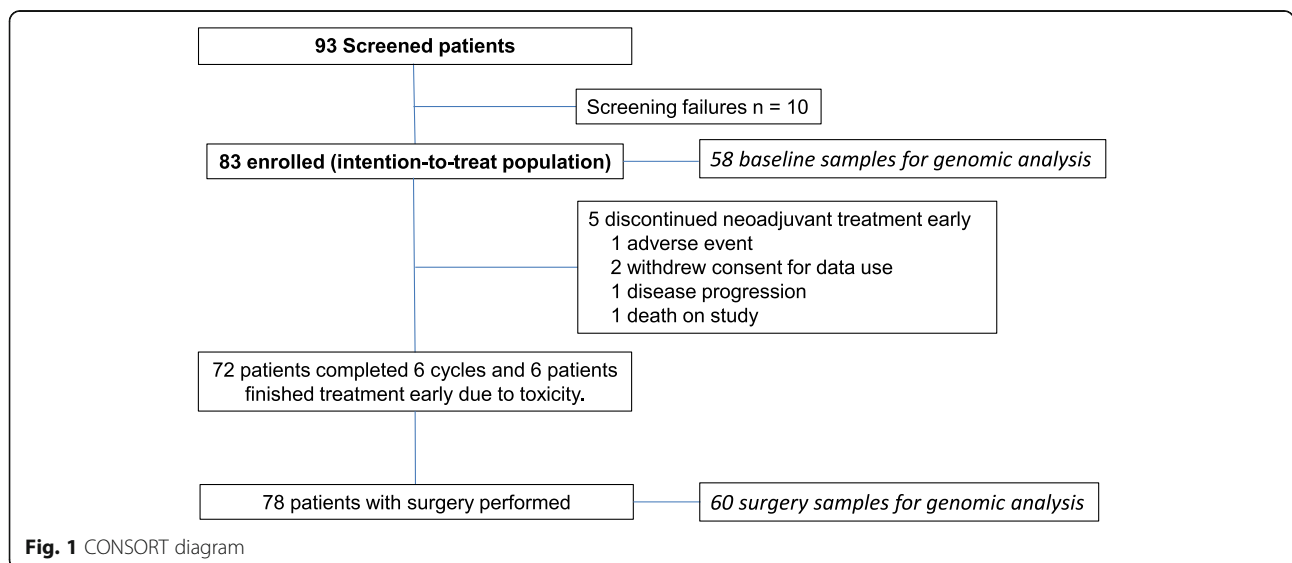 93 Screened patients
Screening failures n = 10
83 enrolled (intention-to-treat population)
58 baseline samples for genomic analysis
5 discontinued neoadjuvant treatment early
1 adverse event
2 withdrew consent for data use
1 disease progression
1 death on study
72 patients completed 6 cycles and 6 patients
finished treatment early due to toxicity.
78 patients with surgery performed
60 surgery samples for genomic analysis
Fig. 1 CONSORT diagram